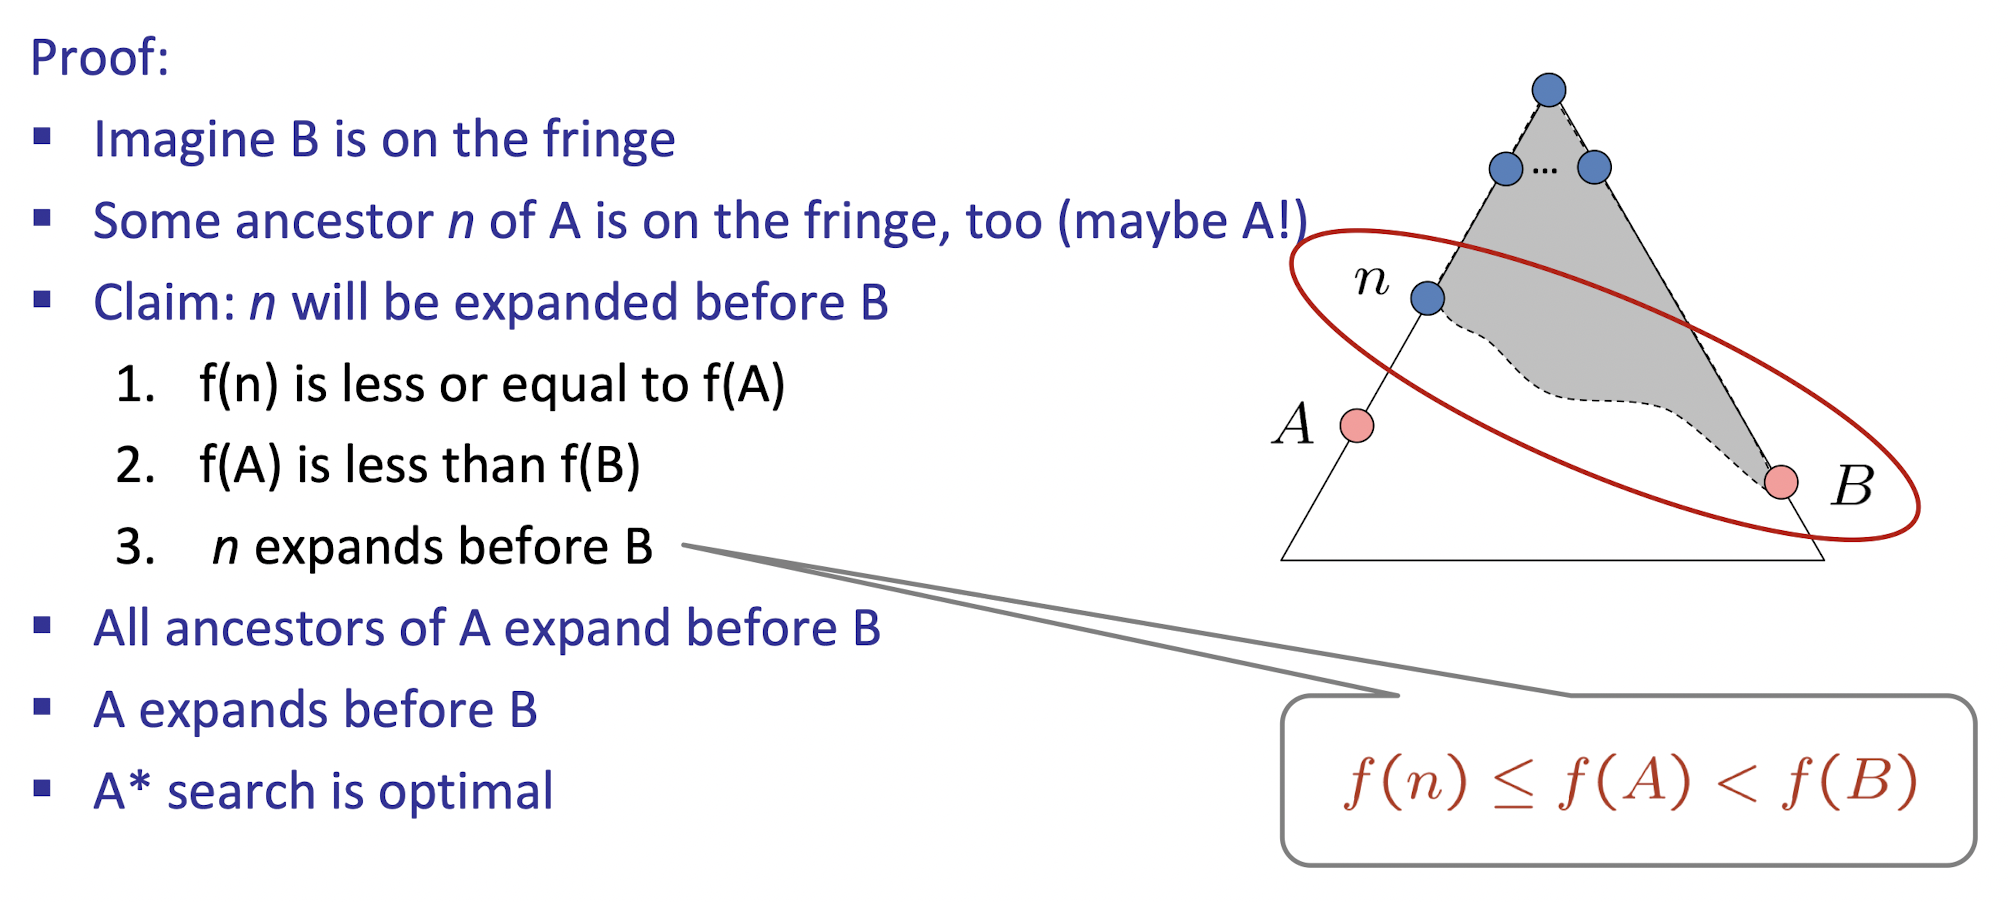 Proof:
▪ Imagine B is on the fringe
▪ Some ancestor n of A is on the fringe, too (maybe A!)
▪ Claim: n will be expanded before B
1. f(n) is less or equal to f(A)
2. f(A) is less than f(B)
3. n expands before B
▪ All ancestors of A expand before B
▪ A expands before B
▪ A* search is optimal
...
n
A
B
f(n) ≤ f(A) < f(B)